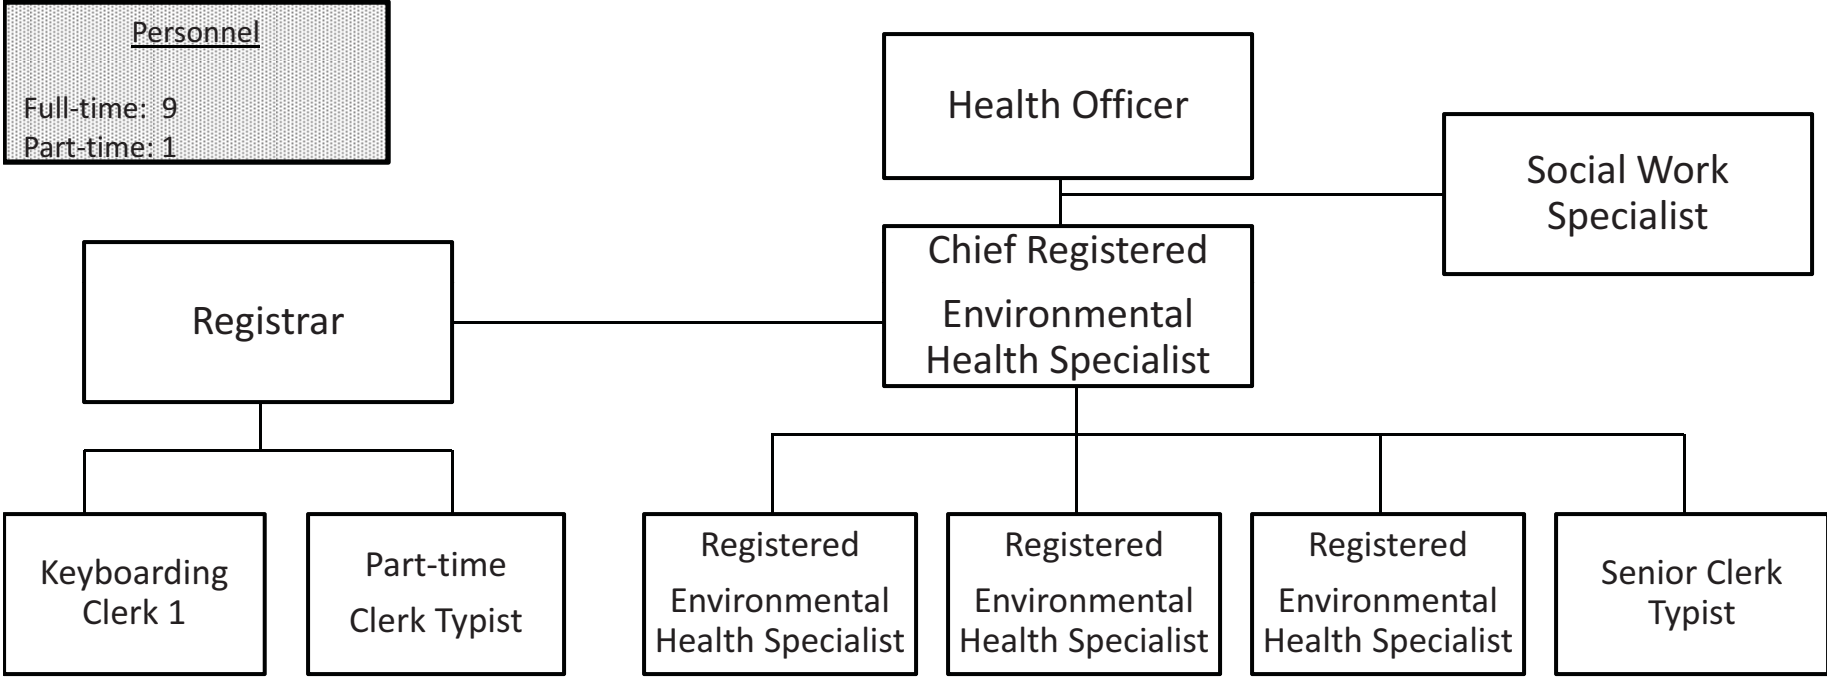 Personnel
Full-time: 9
Part-time: 1
Health Officer
Social Work
Specialist
Chief Registered
Environmental
Health Specialist
Registrar
Keyboarding
Clerk 1
Part-time
Clerk Typist
Registered
Environmental
Health Specialist
Registered
Environmental
Health Specialist
Registered
Environmental
Health Specialist
Senior Clerk
Typist